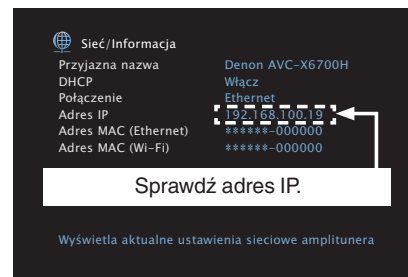 Sieć/Informacja
Przyjazna nazwa Denon AVC-X6700H
DHCP Włącz
Połączenie Ethernet
Adres IP 192.168.100.19
Adres MAC (Ethernet) ******-000000
Adres MAC (Wi-Fi) ******-000000
Sprawdź adres IP.
Wyświetla aktualne ustawienia sieciowe amplitunera